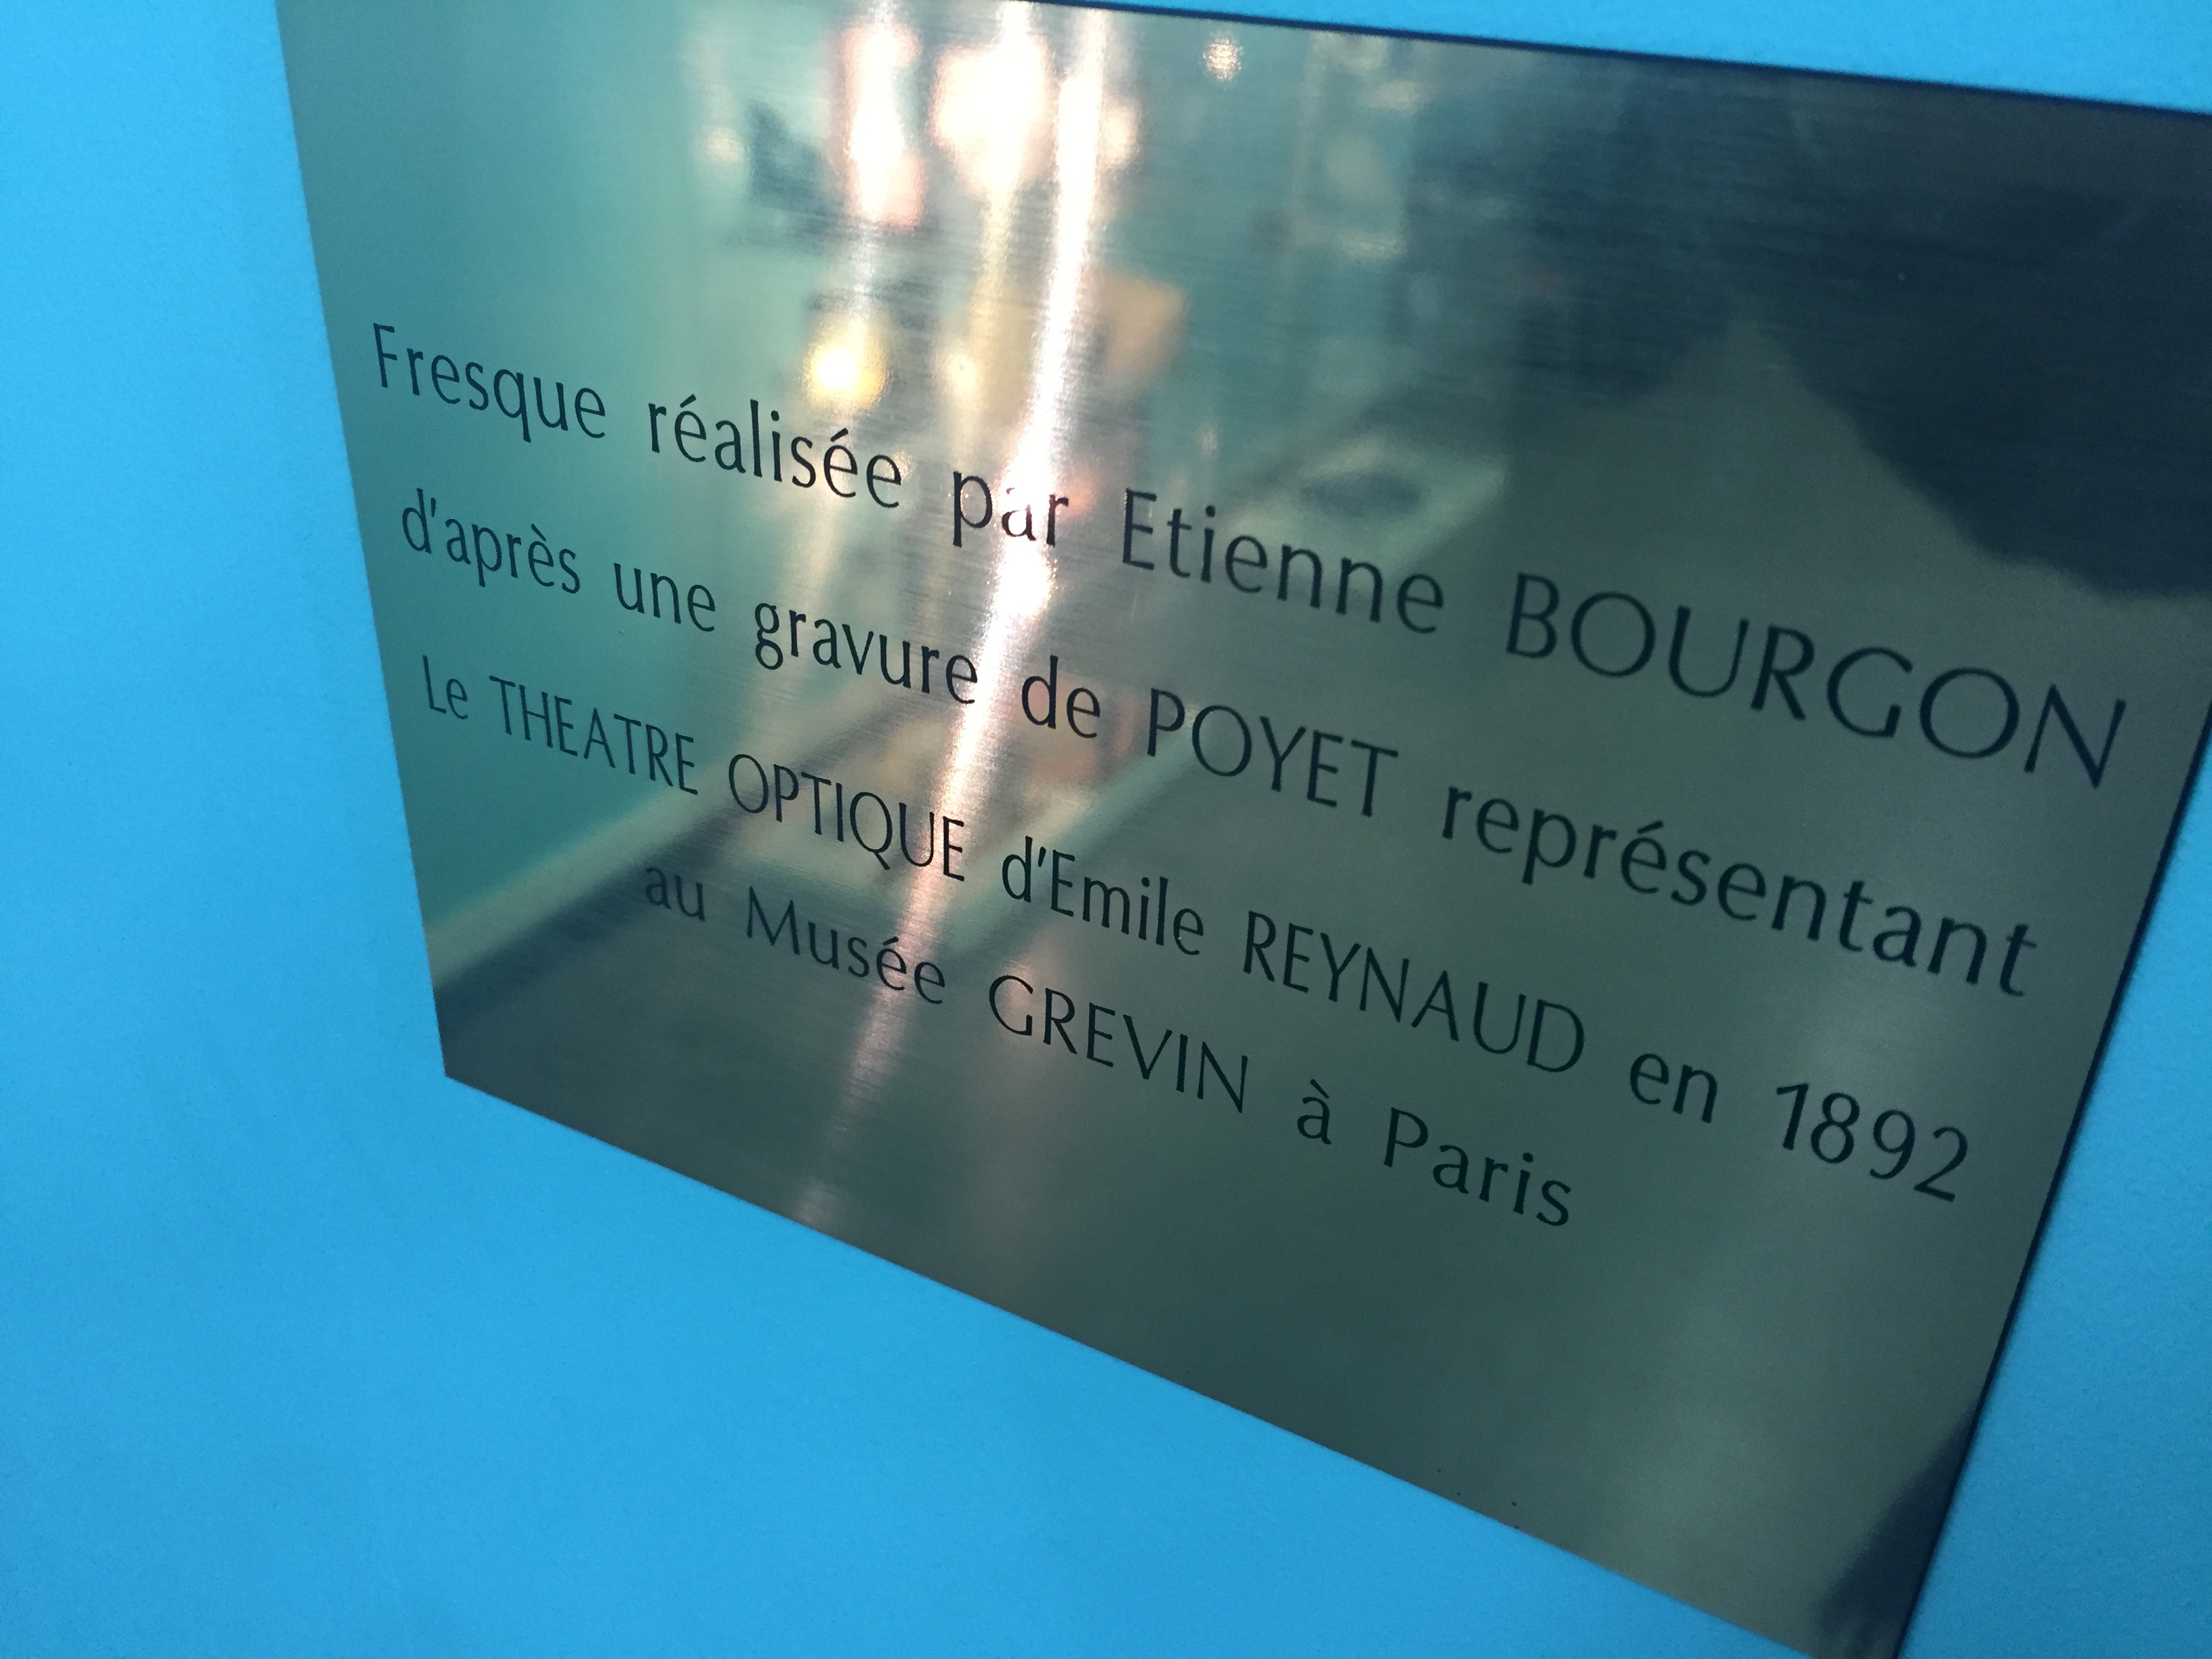 Fresque réalisée par Etienne BOURGON
d'après une gravure de POYET représentant
Le THEATRE OPTIQUE d'Emile REYNAUD en 1892
au Musée GREVIN à Paris